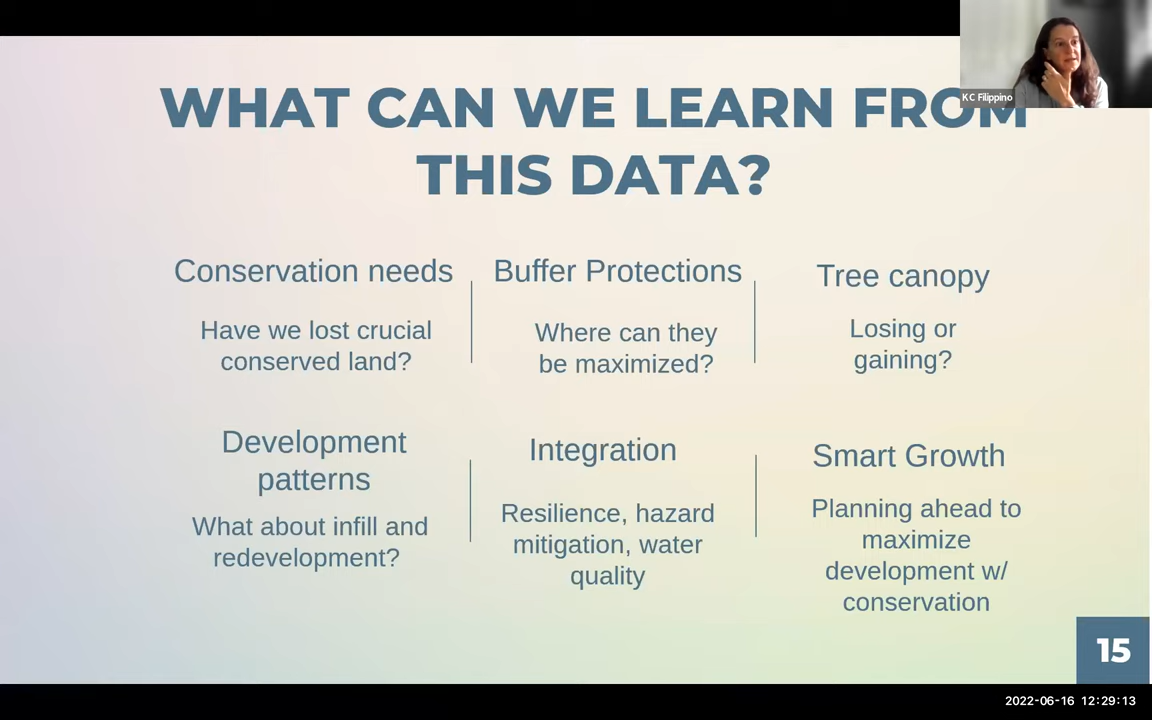 KC Filippino
WHAT CAN WE LEARN FROM
THIS DATA?
Conservation needs
Have we lost crucial
conserved land?
Buffer Protections
Where can they
be maximized?
Tree canopy
Losing or
gaining?
Development
patterns
What about infill and
redevelopment?
Integration
Resilience, hazard
mitigation, water
quality
Smart Growth
Planning ahead to
maximize
development w/
conservation
15
2022-06-16 12:29:13